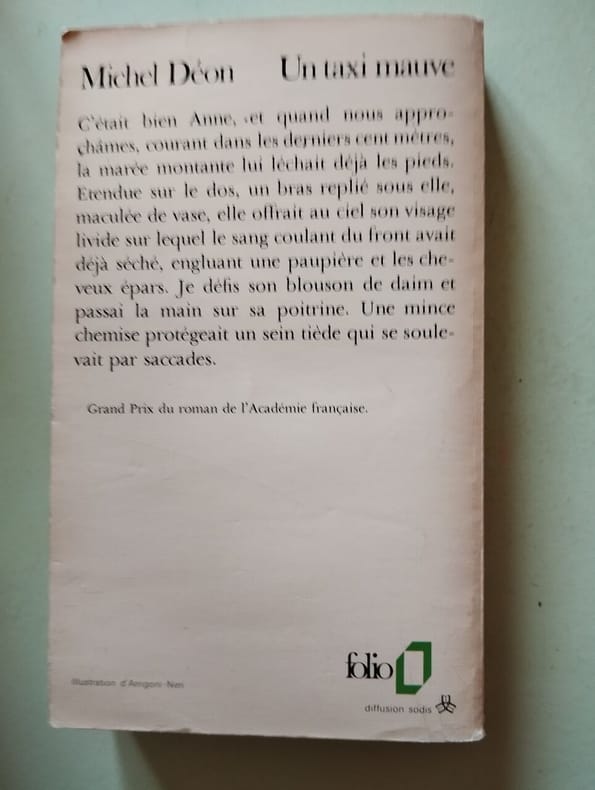 Michel Déon Un taxi mauve
C'était bien Anne, et quand nous appro-
châmes, courant dans les derniers cent mètres,
la marée montante lui léchait déjà les pieds.
Etendue sur le dos, un bras replié sous elle,
maculée de vase, elle offrait au ciel son visage
livide sur lequel le sang coulant du front avait
déjà séché, engluant une paupière et les che-
veux épars. Je défis son blouson de daim et
passai la main sur sa poitrine. Une mince
chemise protégeait un sein tiède qui se soule-
vait par saccades.
Grand Prix du roman de l'Académie française.
folio
Illustration d'Arrigoni-Neri
diffusion sodis